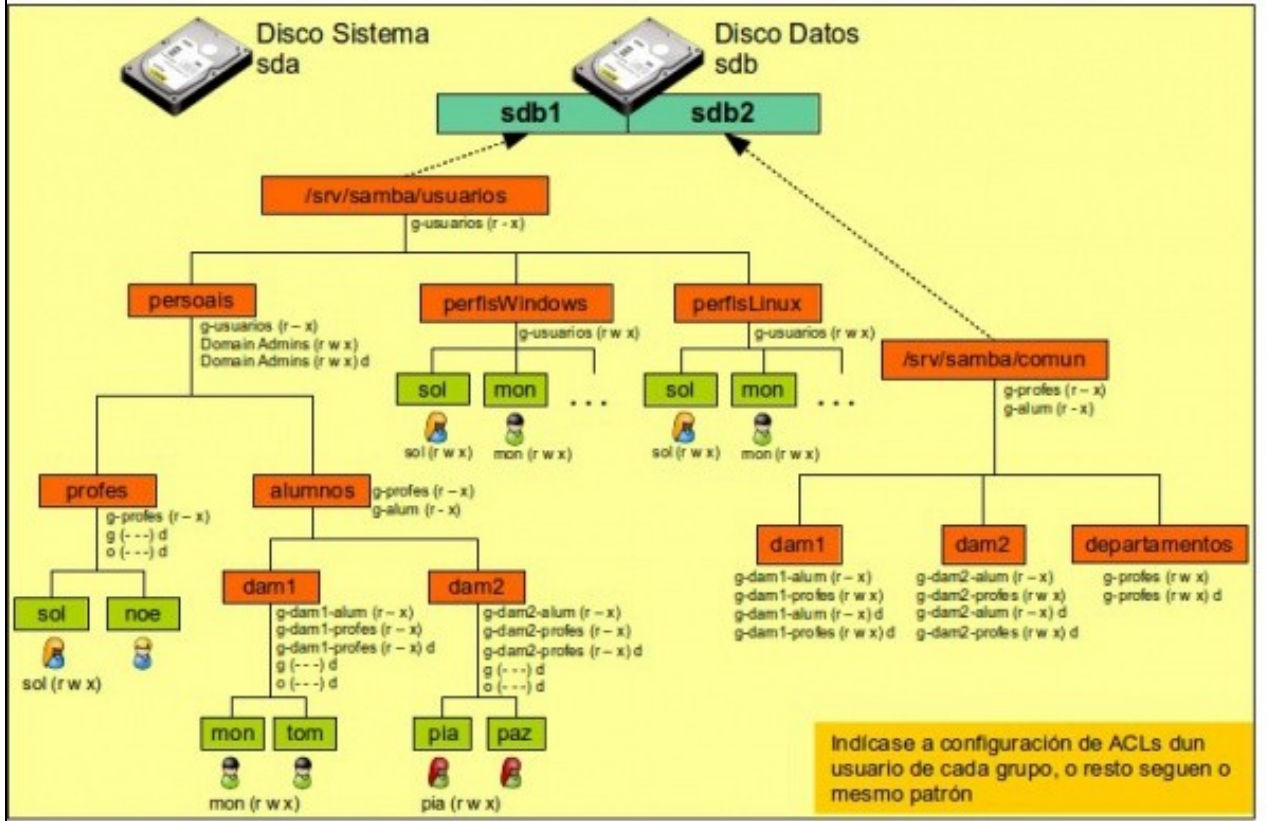 Disco Sistema
sda
Disco Datos
sdb
sdb1
sdb2
/srv/samba/usuarios
g-usuarios (r - x)
persoais
g-usuarios (r – x)
Domain Admins (r w x)
Domain Admins (r w x) d
perfisWindows
g-usuarios (r w x)
sol
mon
. . .
sol (r w x)
mon (r w x)
perfisLinux
g-usuarios (r w x)
sol
mon
. . .
sol (r w x)
mon (r w x)
/srv/samba/comun
g-profes (r – x)
g-alum (r - x)
profes
g-profes (r – x)
g (- - -) d
o (- - -) d
sol
noe
sol (r w x)
alumnos
g-profes (r – x)
g-alum (r - x)
dam1
g-dam1-alum (r – x)
g-dam1-profes (r – x)
g-dam1-profes (r – x) d
g (- - -) d
o (- - -) d
mon
tom
mon (r w x)
dam2
g-dam2-alum (r – x)
g-dam2-profes (r – x)
g-dam2-profes (r – x) d
g (- - -) d
o (- - -) d
pia
paz
pia (r w x)
dam1
g-dam1-alum (r – x)
g-dam1-profes (r w x)
g-dam1-alum (r – x) d
g-dam1-profes (r w x) d
dam2
g-dam2-alum (r – x)
g-dam2-profes (r w x)
g-dam2-alum (r – x) d
g-dam2-profes (r w x) d
departamentos
g-profes (r w x)
g-profes (r w x) d
Indícase a configuración de ACLs dun
usuario de cada grupo, o resto seguen o
mesmo patrón